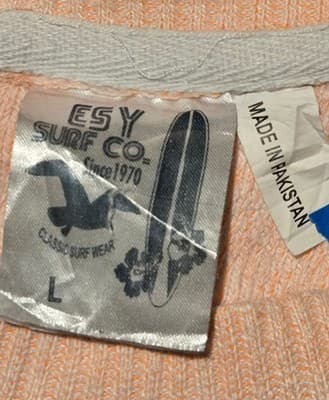 ESY
SURF CO.
Since 1970
CLASSIC SURF WEAR
L
MADE IN PAKISTAN